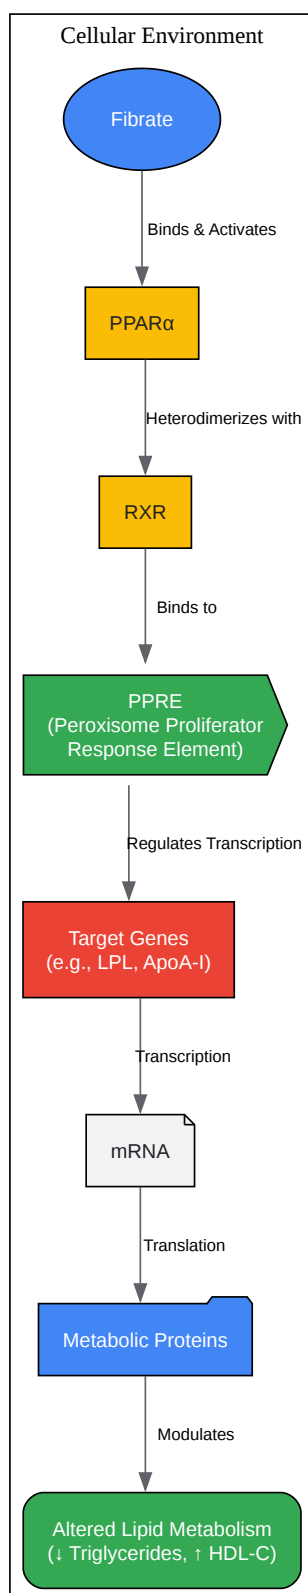 Cellular Environment
Fibrate
Binds & Activates
PPARα
Heterodimerizes with
RXR
Binds to
PPRE
(Peroxisome Proliferator
Response Element)
Regulates Transcription
Target Genes
(e.g., LPL, ApoA-I)
Transcription
mRNA
Translation
Metabolic Proteins
Modulates
Altered Lipid Metabolism
(↓ Triglycerides, ↑ HDL-C)